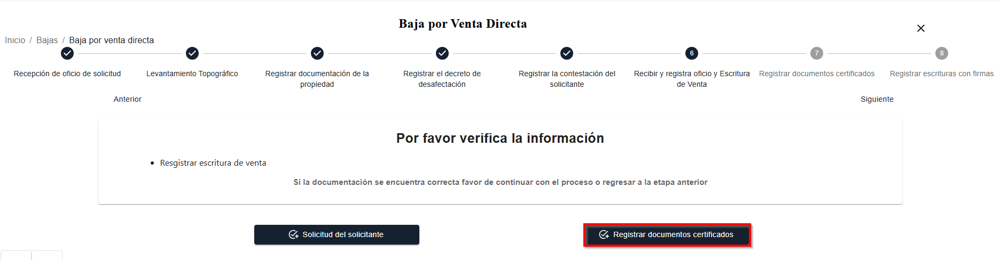 Baja por Venta Directa
Inicio / Bajas / Baja por venta directa
6
7
8
Recepción de oficio de solicitud
Levantamiento Topográfico
Registrar documentación de la
propiedad
Registrar el decreto de
desafectación
Registrar la contestación del
solicitante
Recibir y registra oficio y Escritura
de Venta
Registrar documentos certificados
Registrar escrituras con firmas
Anterior
Siguiente
Por favor verifica la información
• Resgistrar escritura de venta
Si la documentación se encuentra correcta favor de continuar con el proceso o regresar a la etapa anterior
Solicitud del solicitante
Registrar documentos certificados